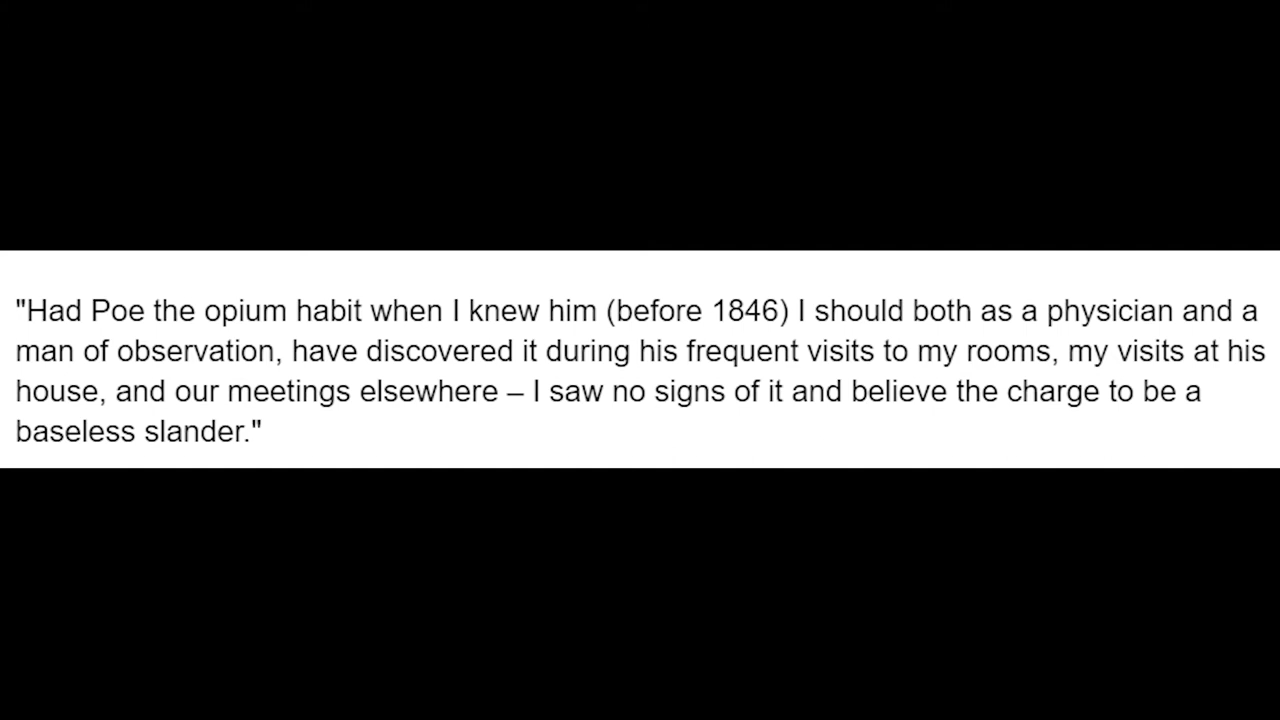 "Had Poe the opium habit when I knew him (before 1846) I should both as a physician and a
man of observation, have discovered it during his frequent visits to my rooms, my visits at his
house, and our meetings elsewhere – I saw no signs of it and believe the charge to be a
baseless slander."